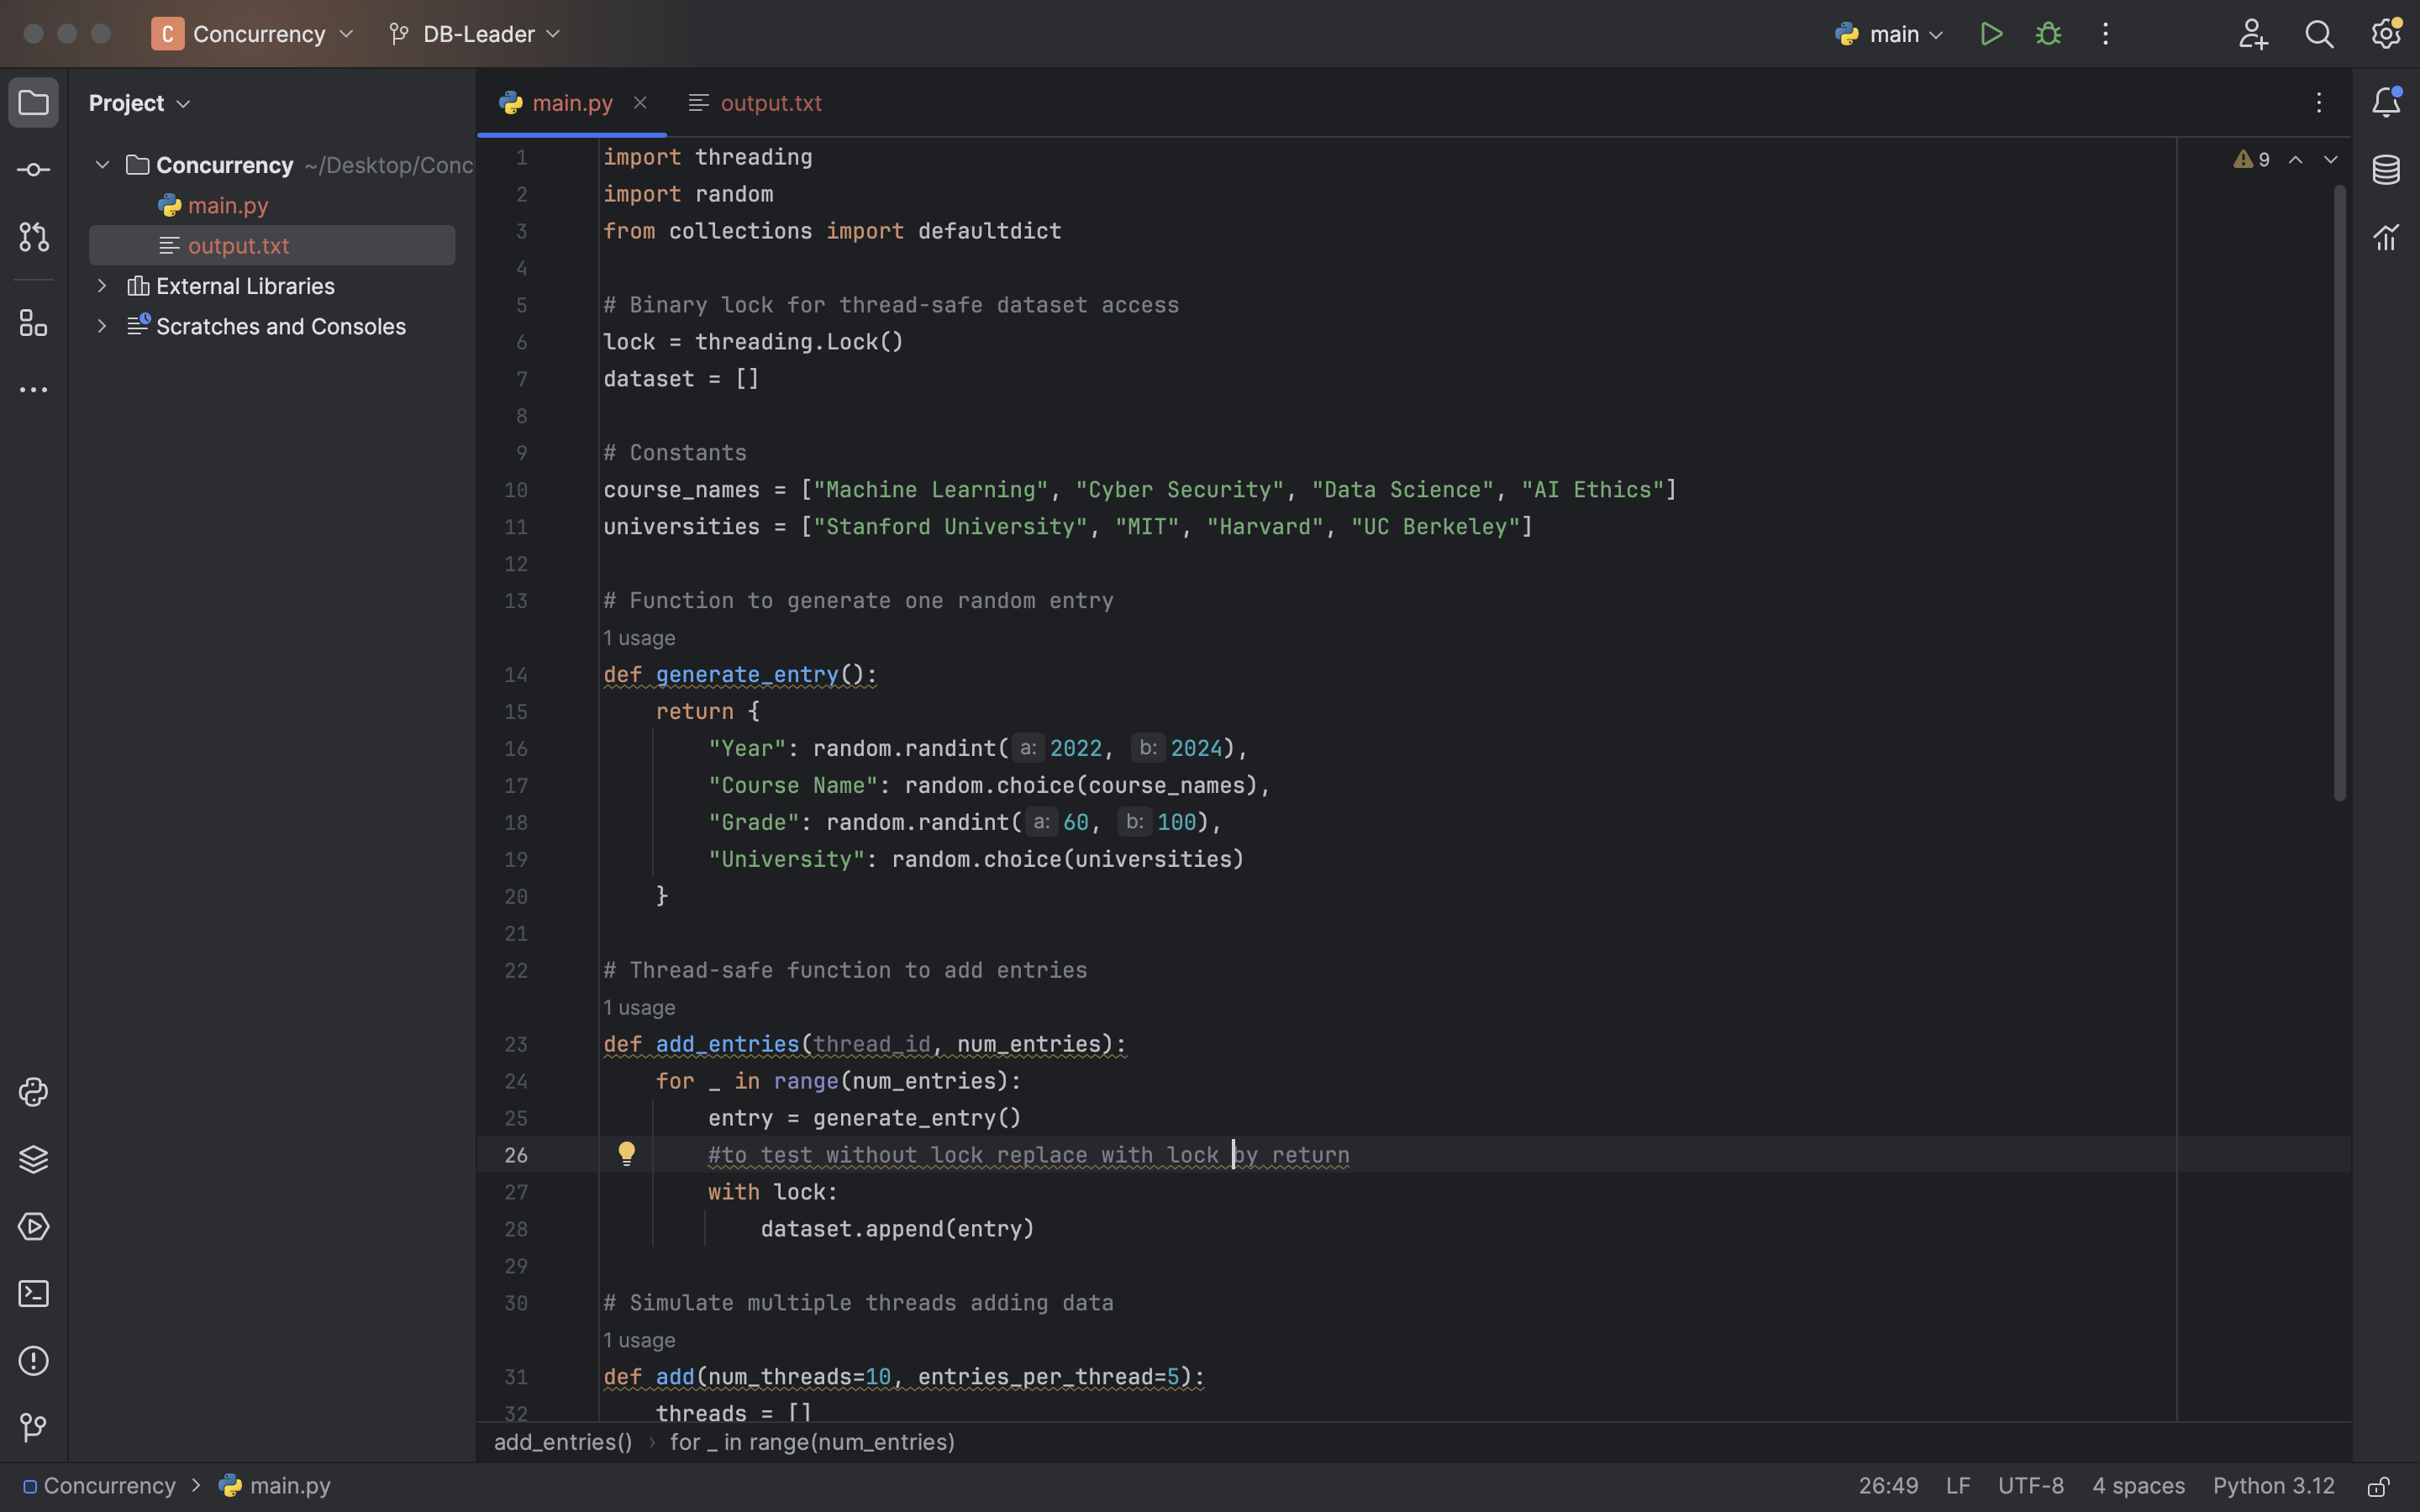 C Concurrency DB-Leader main
Project
main.py output.txt
Concurrency ~/Desktop/Conc
main.py
output.txt
External Libraries
Scratches and Consoles
9
1 import threading
2 import random
3 from collections import defaultdict
4
5 # Binary lock for thread-safe dataset access
6 lock = threading.Lock()
7 dataset = []
8
9 # Constants
10 course_names = ["Machine Learning", "Cyber Security", "Data Science", "AI Ethics"]
11 universities = ["Stanford University", "MIT", "Harvard", "UC Berkeley"]
12
13 # Function to generate one random entry
1 usage
14 def generate_entry():
15 return {
16 "Year": random.randint( a: 2022, b: 2024),
17 "Course Name": random.choice(course_names),
18 "Grade": random.randint( a: 60, b: 100),
19 "University": random.choice(universities)
20 }
21
22 # Thread-safe function to add entries
1 usage
23 def add_entries(thread_id, num_entries):
24 for _ in range(num_entries):
25 entry = generate_entry()
26 #to test without lock replace with lock by return
27 with lock:
28 dataset.append(entry)
29
30 # Simulate multiple threads adding data
1 usage
31 def add(num_threads=10, entries_per_thread=5):
32 threads = []
add_entries() › for _ in range(num_entries)
Concurrency > main.py
26:49 LF UTF-8 4 spaces Python 3.12